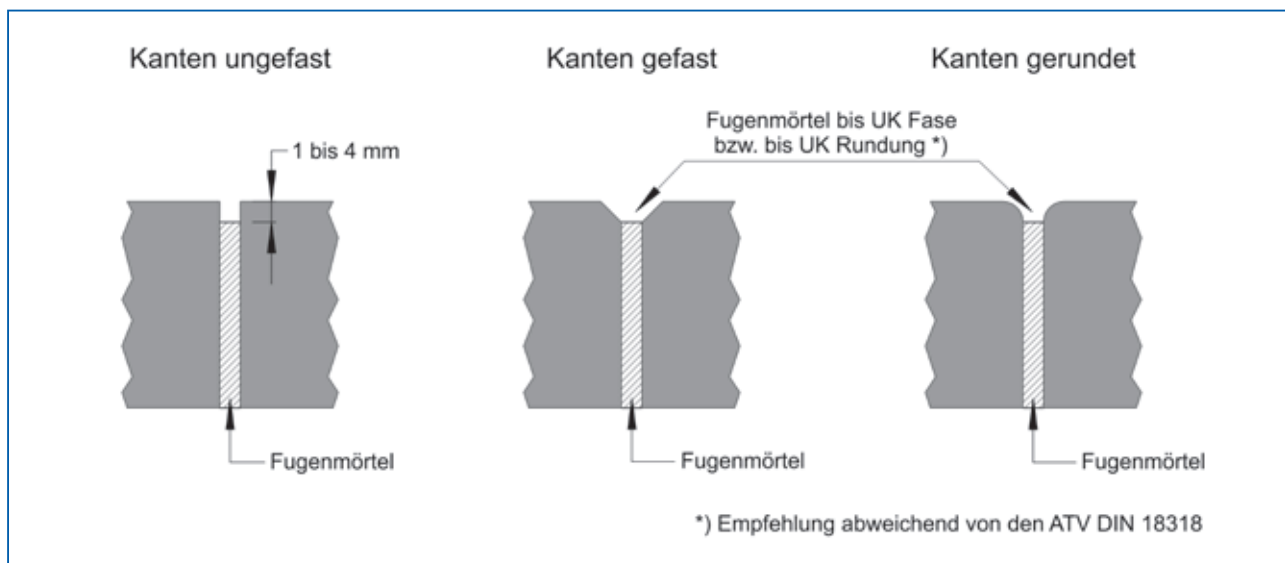 Kanten ungefast
Kanten gefast
Kanten gerundet
Fugenmörtel bis UK Fase
bzw. bis UK Rundung *)
1 bis 4 mm
Fugenmörtel
Fugenmörtel
Fugenmörtel
*) Empfehlung abweichend von den ATV DIN 18318